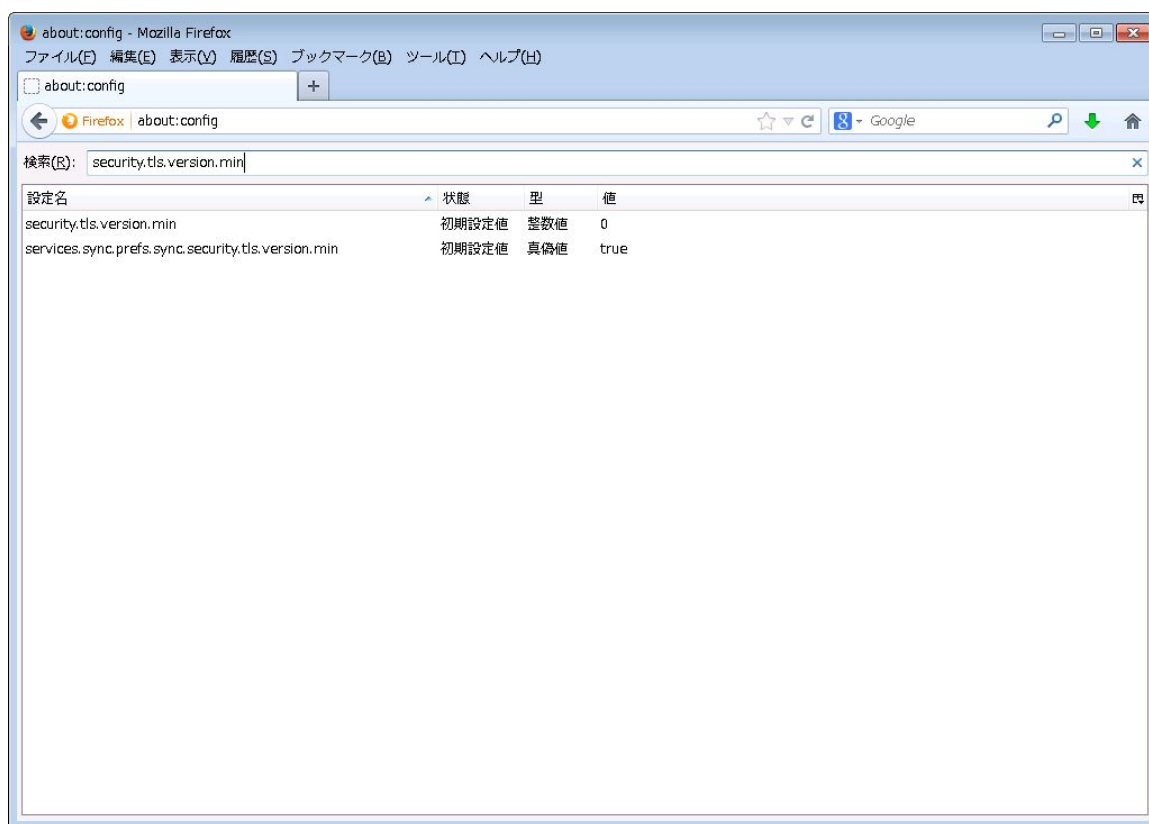 about:config - Mozilla Firefox
ファイル(F) 編集(E) 表示(V) 履歴(S) ブックマーク(B) ツール(T) ヘルプ(H)
about:config +
Firefox about:config 8 Google
検索(R): security.tls.version.min
設定名 状態 型 値
security.tls.version.min 初期設定値 整数値 0
services.sync.prefs.sync.security.tls.version.min 初期設定値 真偽値 true